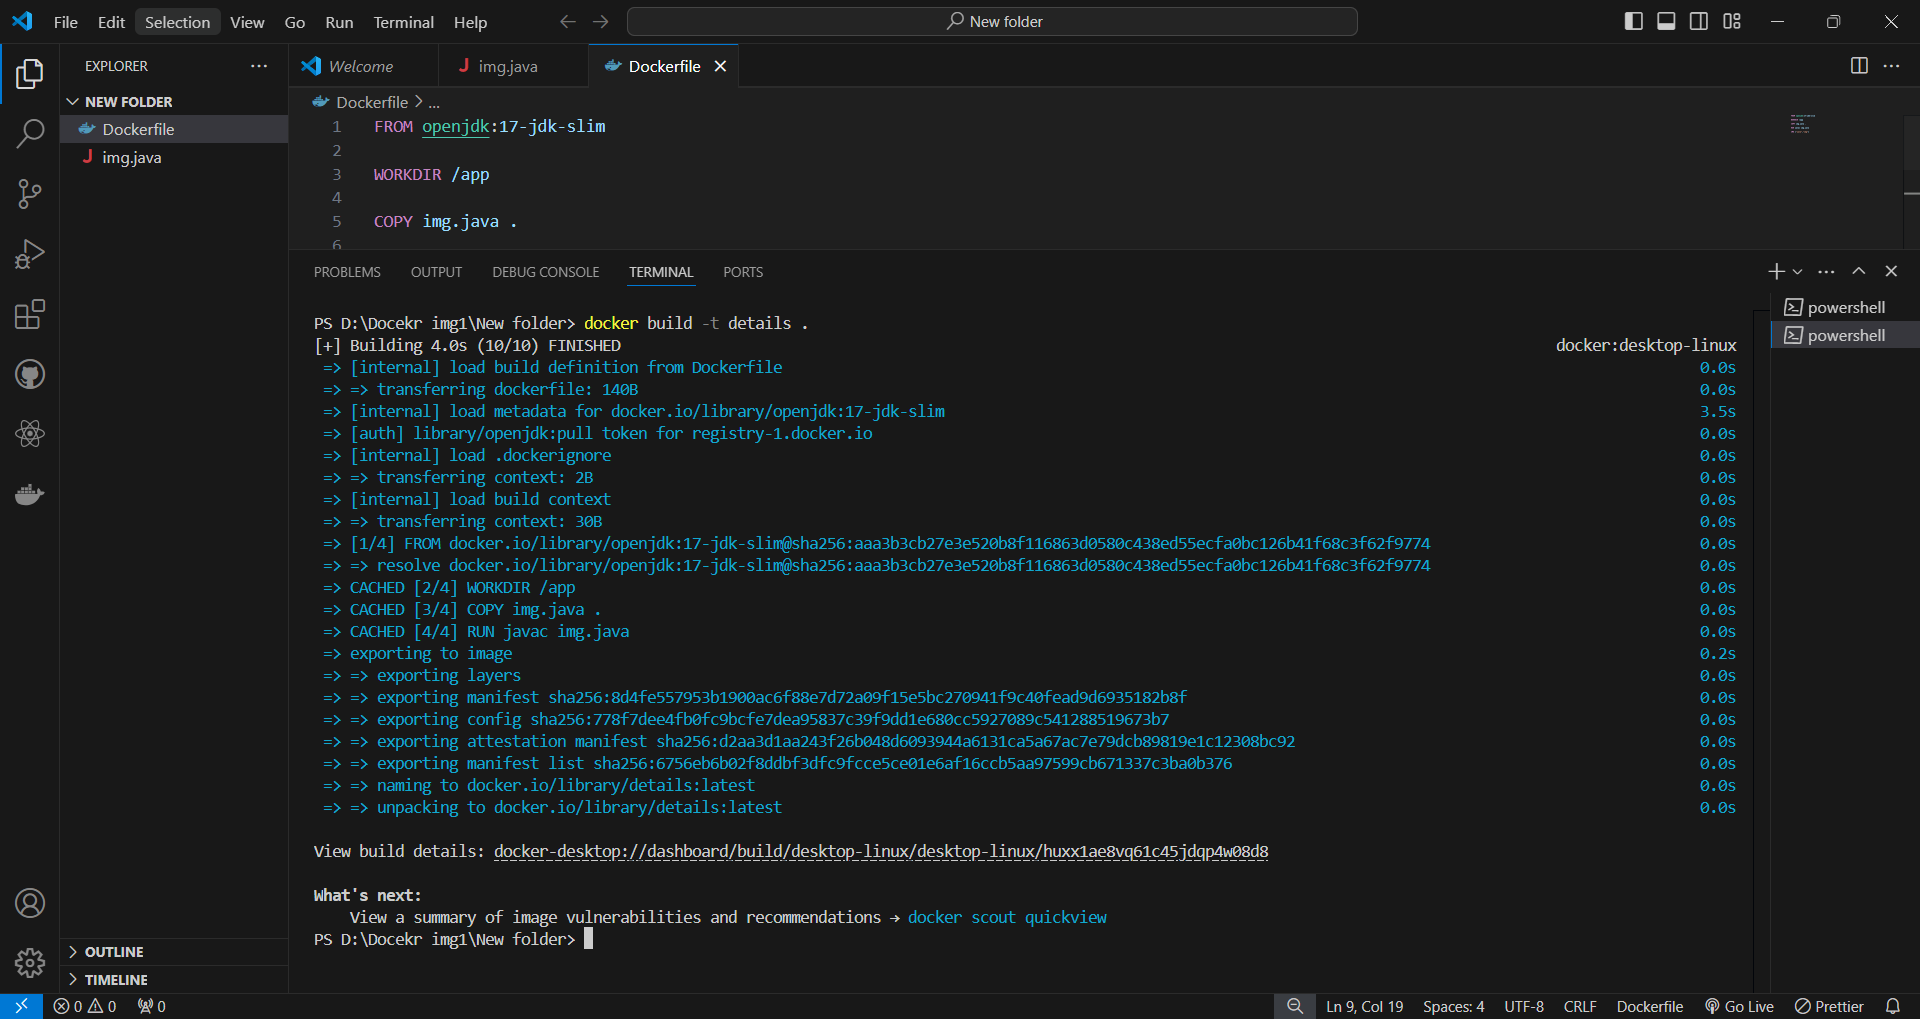 File Edit Selection View Go Run Terminal Help
New folder
EXPLORER
Welcome
img.java
Dockerfile
NEW FOLDER
Dockerfile
img.java
OUTLINE
TIMELINE
Dockerfile > ...
1 FROM openjdk:17-jdk-slim
2
3 WORKDIR /app
4
5 COPY img.java .
6
PROBLEMS OUTPUT DEBUG CONSOLE TERMINAL PORTS
powershell
powershell
PS D:\Docekr img1\New folder> docker build -t details .
[+] Building 4.0s (10/10) FINISHED docker:desktop-linux
=> [internal] load build definition from Dockerfile 0.0s
=> => transferring dockerfile: 140B 0.0s
=> [internal] load metadata for docker.io/library/openjdk:17-jdk-slim 3.5s
=> [auth] library/openjdk:pull token for registry-1.docker.io 0.0s
=> [internal] load .dockerignore 0.0s
=> => transferring context: 2B 0.0s
=> [internal] load build context 0.0s
=> => transferring context: 30B 0.0s
=> [1/4] FROM docker.io/library/openjdk:17-jdk-slim@sha256:aaa3b3cb27e3e520b8f116863d0580c438ed55ecfa0bc126b41f68c3f62f9774 0.0s
=> => resolve docker.io/library/openjdk:17-jdk-slim@sha256:aaa3b3cb27e3e520b8f116863d0580c438ed55ecfa0bc126b41f68c3f62f9774 0.0s
=> CACHED [2/4] WORKDIR /app 0.0s
=> CACHED [3/4] COPY img.java . 0.0s
=> CACHED [4/4] RUN javac img.java 0.0s
=> exporting to image 0.2s
=> => exporting layers 0.0s
=> => exporting manifest sha256:8d4fe557953b1900ac6f88e7d72a09f15e5bc270941f9c40fead9d6935182b8f 0.0s
=> => exporting config sha256:778f7dee4fb0fc9bcfe7dea95837c39f9dd1e680cc5927089c541288519673b7 0.0s
=> => exporting attestation manifest sha256:d2aa3d1aa243f26b048d6093944a6131ca5a67ac7e79dcb89819e1c12308bc92 0.0s
=> => exporting manifest list sha256:6756eb6b02f8ddbf3dfc9fcce5ce01e6af16ccb5aa97599cb671337c3ba0b376 0.0s
=> => naming to docker.io/library/details:latest 0.0s
=> => unpacking to docker.io/library/details:latest 0.0s
View build details: docker-desktop://dashboard/build/desktop-linux/desktop-linux/huxx1ae8vq61c45jdqp4w08d8
What's next:
View a summary of image vulnerabilities and recommendations → docker scout quickview
PS D:\Docekr img1\New folder>
0 0 0
Ln 9, Col 19 Spaces: 4 UTF-8 CRLF Dockerfile Go Live Prettier